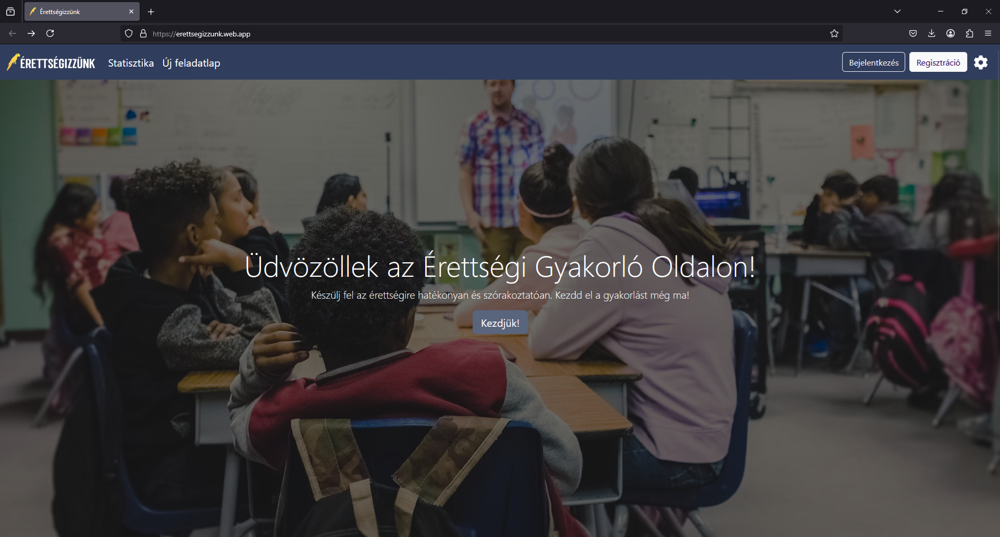 Érettségizzünk
https://erettsegizzunk.web.app
ÉRETTSÉGIZZÜNK Statisztika Új feladatlap Bejelentkezés Regisztráció
Üdvözöllek az Érettségi Gyakorló Oldalon!
Készülj fel az érettségire hatékonyan és szórakoztatóan. Kezdd el a gyakorlást még ma!
Kezdjük!